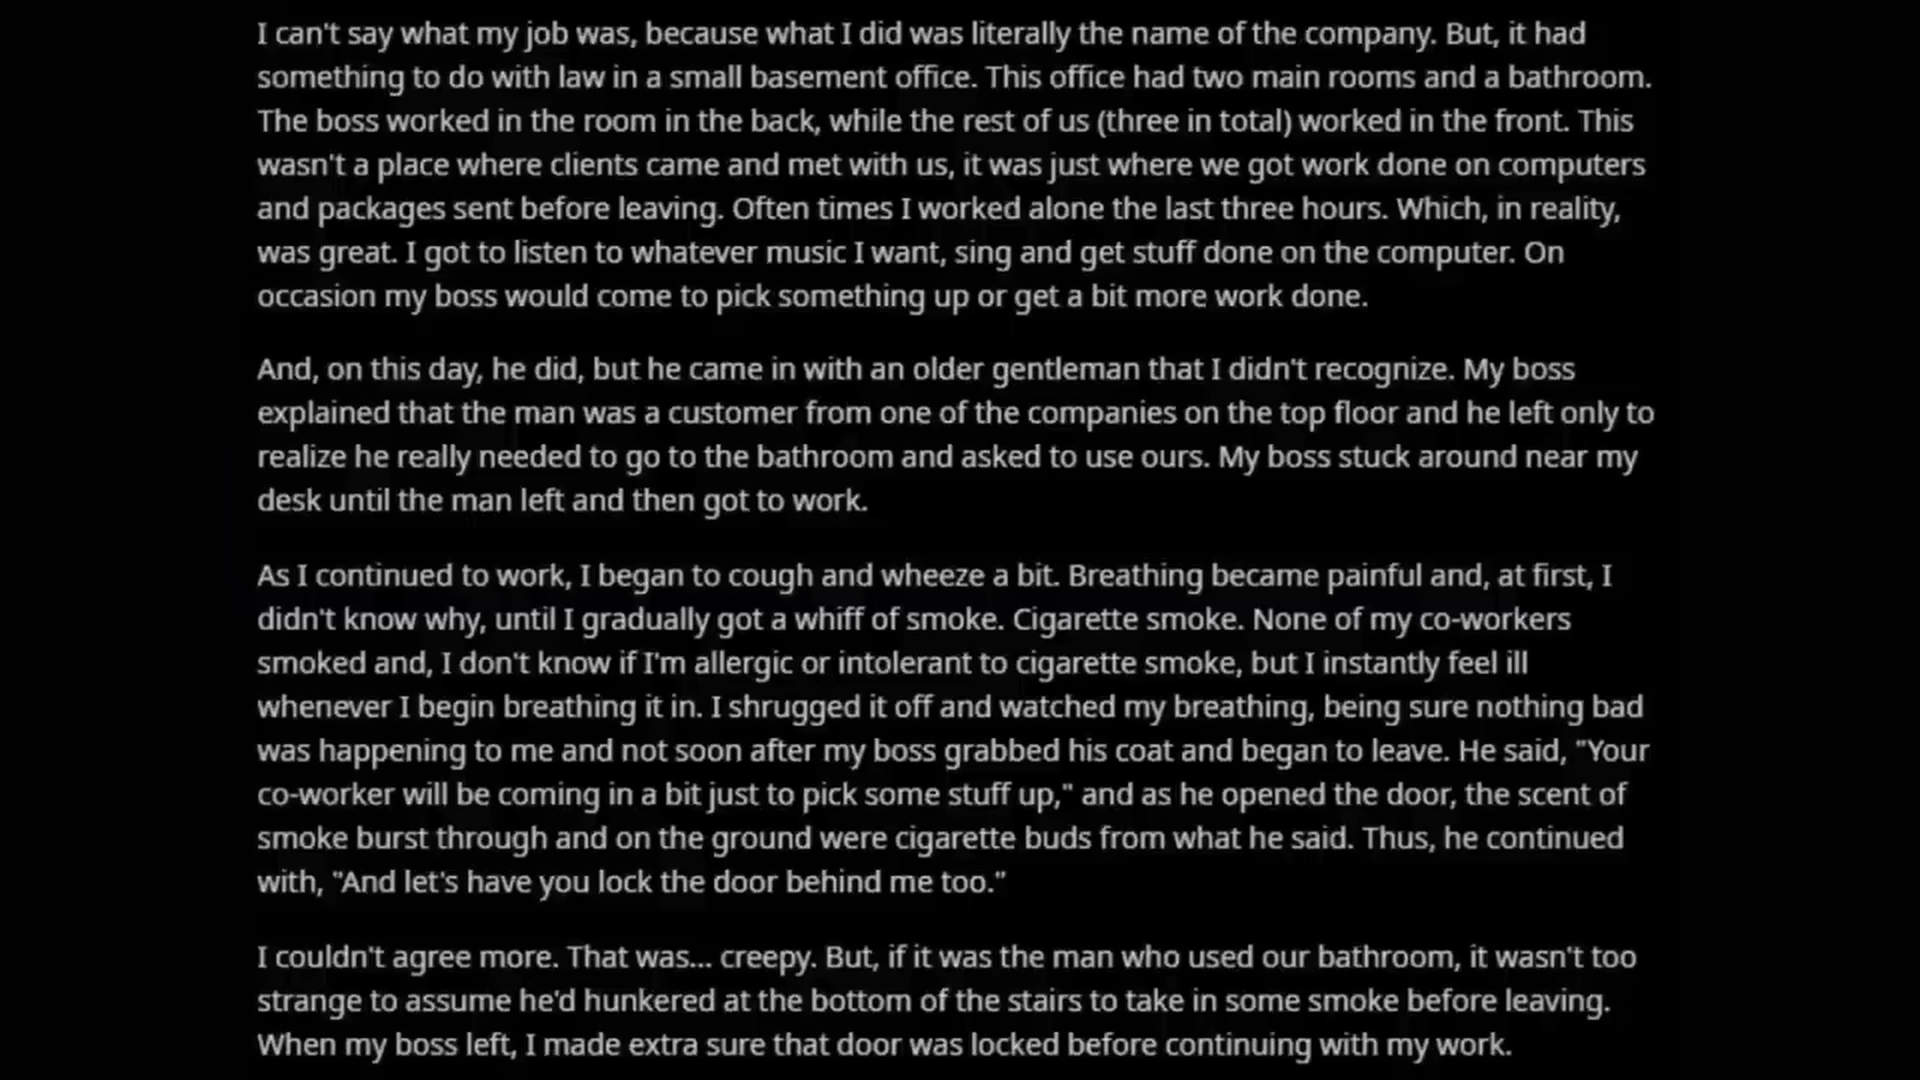 I can't say what my job was, because what I did was literally the name of the company. But, it had
something to do with law in a small basement office. This office had two main rooms and a bathroom.
The boss worked in the room in the back, while the rest of us (three in total) worked in the front. This
wasn't a place where clients came and met with us, it was just where we got work done on computers
and packages sent before leaving. Often times I worked alone the last three hours. Which, in reality,
was great. I got to listen to whatever music I want, sing and get stuff done on the computer. On
occasion my boss would come to pick something up or get a bit more work done.
And, on this day, he did, but he came in with an older gentleman that I didn't recognize. My boss
explained that the man was a customer from one of the companies on the top floor and he left only to
realize he really needed to go to the bathroom and asked to use ours. My boss stuck around near my
desk until the man left and then got to work.
As I continued to work, I began to cough and wheeze a bit. Breathing became painful and, at first, I
didn't know why, until I gradually got a whiff of smoke. Cigarette smoke. None of my co-workers
smoked and, I don't know if I'm allergic or intolerant to cigarette smoke, but I instantly feel ill
whenever I begin breathing it in. I shrugged it off and watched my breathing, being sure nothing bad
was happening to me and not soon after my boss grabbed his coat and began to leave. He said, "Your
co-worker will be coming in a bit just to pick some stuff up," and as he opened the door, the scent of
smoke burst through and on the ground were cigarette buds from what he said. Thus, he continued
with, "And let's have you lock the door behind me too."
I couldn't agree more. That was... creepy. But, if it was the man who used our bathroom, it wasn't too
strange to assume he'd hunkered at the bottom of the stairs to take in some smoke before leaving.
When my boss left, I made extra sure that door was locked before continuing with my work.